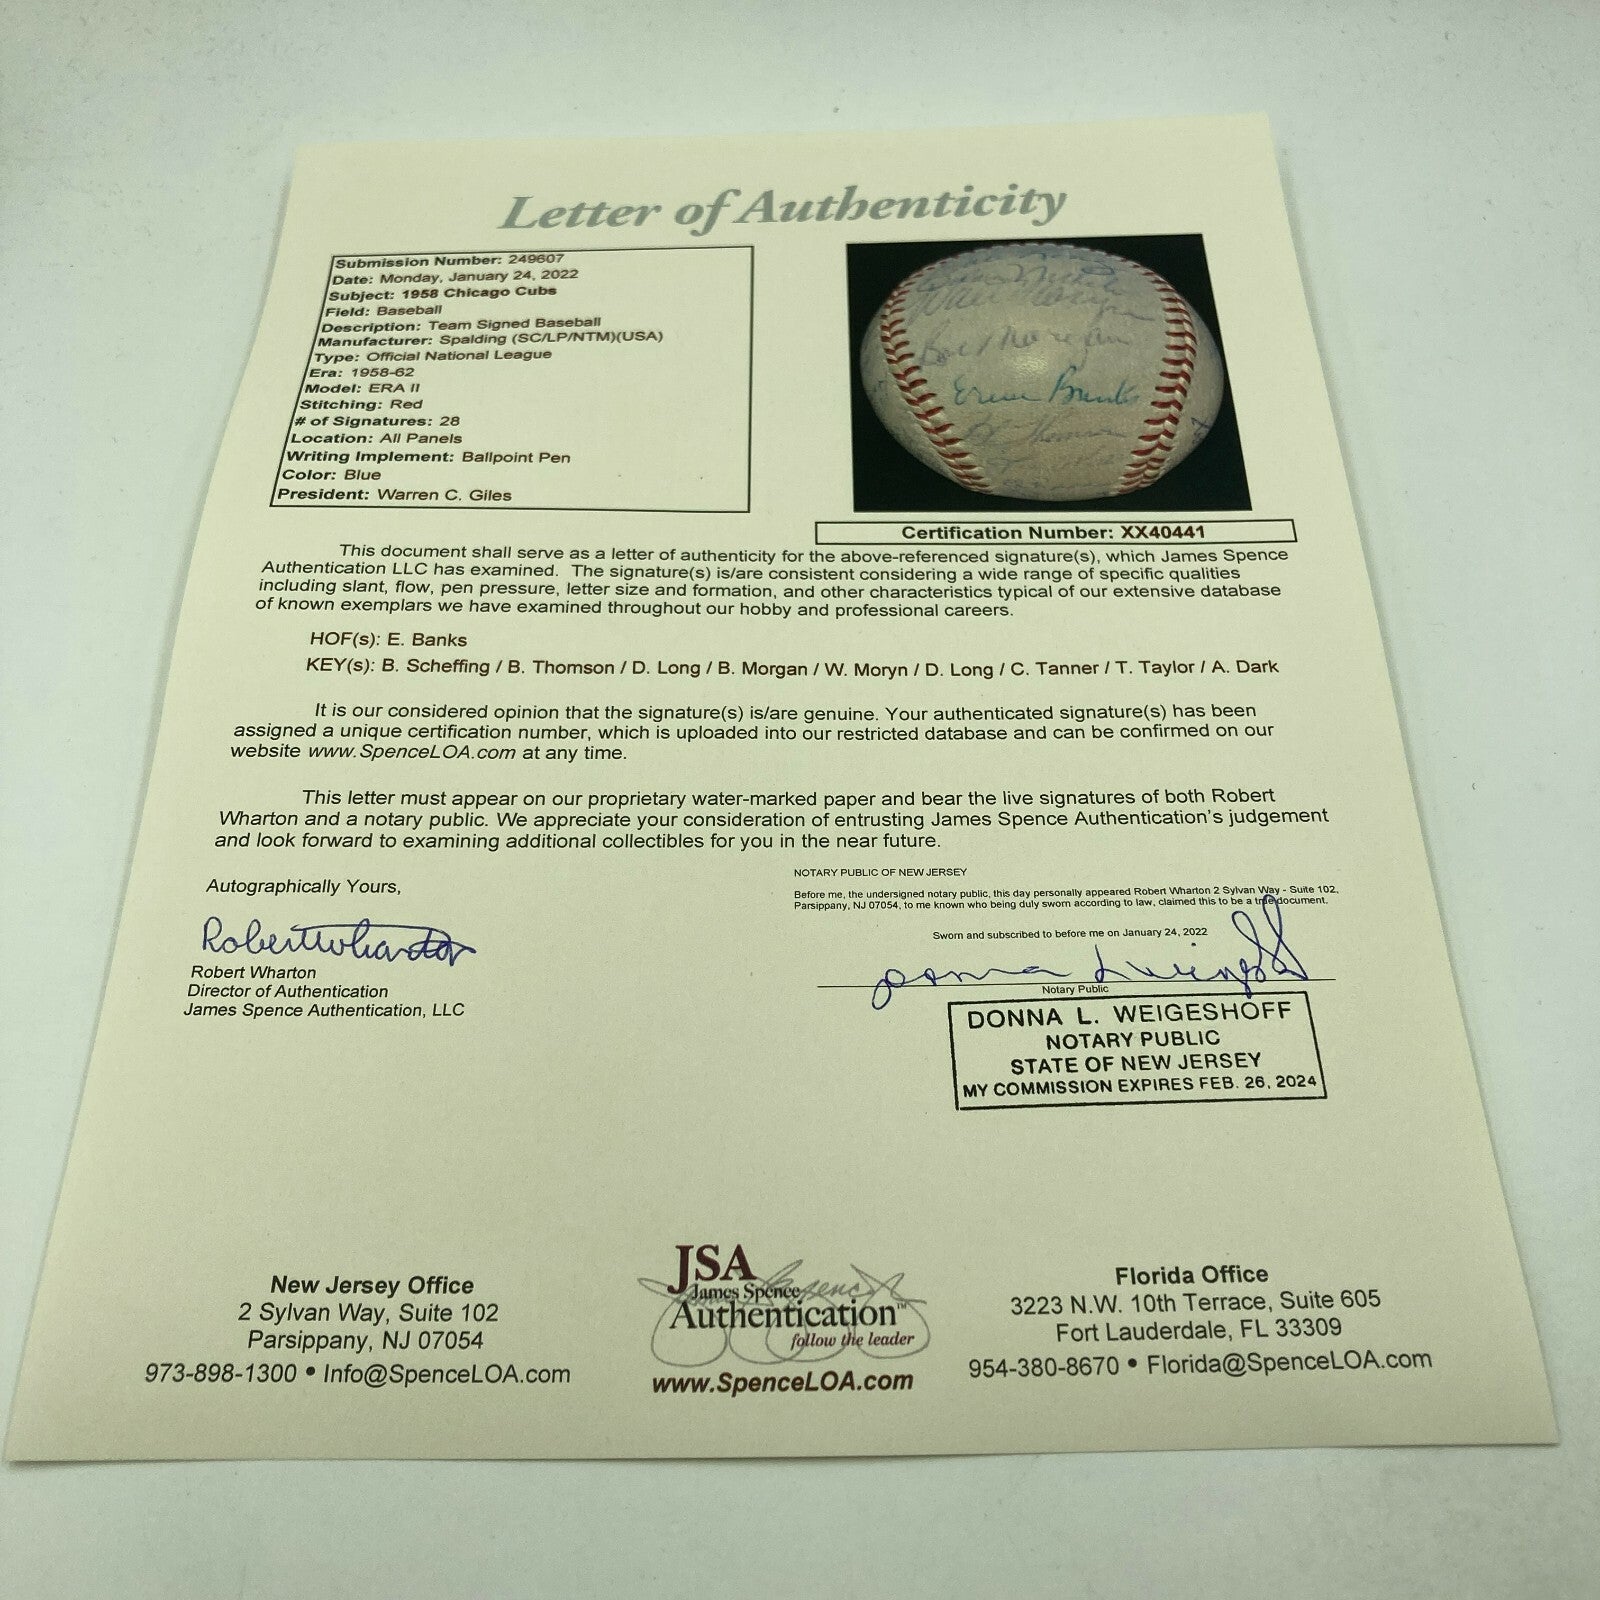 Letter of Authenticity
Submission Number: 249607
Date: Monday, January 24, 2022
Subject: 1958 Chicago Cubs
Field: Baseball
Description: Team Signed Baseball
Manufacturer: Spalding (SC/LP/NTM)(USA)
Type: Official National League
Era: 1958-62
Model: ERA II
Stitching: Red
# of Signatures: 28
Location: All Panels
Writing Implement: Ballpoint Pen
Color: Blue
President: Warren C. Giles
Walt Moryn
Bob Morgan
Ernie Banks
Bob Thomson
Certification Number: XX40441
This document shall serve as a letter of authenticity for the above-referenced signature(s), which James Spence
Authentication LLC has examined. The signature(s) is/are consistent considering a wide range of specific qualities
including slant, flow, pen pressure, letter size and formation, and other characteristics typical of our extensive database
of known exemplars we have examined throughout our hobby and professional careers.
HOF(s): E. Banks
KEY(s): B. Scheffing / B. Thomson / D. Long / B. Morgan / W. Moryn / D. Long / C. Tanner / T. Taylor / A. Dark
It is our considered opinion that the signature(s) is/are genuine. Your authenticated signature(s) has been
assigned a unique certification number, which is uploaded into our restricted database and can be confirmed on our
website www.SpenceLOA.com at any time.
This letter must appear on our proprietary water-marked paper and bear the live signatures of both Robert
Wharton and a notary public. We appreciate your consideration of entrusting James Spence Authentication's judgement
and look forward to examining additional collectibles for you in the near future.
Autographically Yours,
Robert Wharton
Robert Wharton
Director of Authentication
James Spence Authentication, LLC
NOTARY PUBLIC OF NEW JERSEY
Before me, the undersigned notary public, this day personally appeared Robert Wharton 2 Sylvan Way - Suite 102,
Parsippany, NJ 07054, to me known who being duly sworn according to law, claimed this to be a true document.
Sworn and subscribed to before me on January 24, 2022
Donna L Weigeshoff
Notary Public
DONNA L. WEIGESHOFF
NOTARY PUBLIC
STATE OF NEW JERSEY
MY COMMISSION EXPIRES FEB. 26, 2024
New Jersey Office
2 Sylvan Way, Suite 102
Parsippany, NJ 07054
973-898-1300 • Info@SpenceLOA.com
JSA
James Spence
Authentication™
follow the leader
www.SpenceLOA.com
Florida Office
3223 N.W. 10th Terrace, Suite 605
Fort Lauderdale, FL 33309
954-380-8670 • Florida@SpenceLOA.com